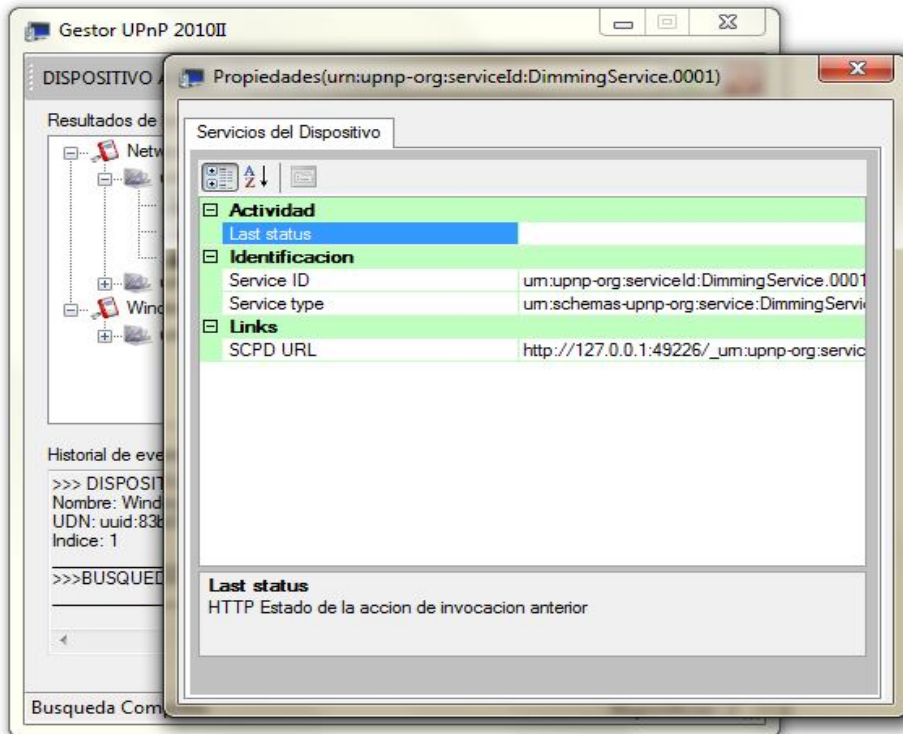 Gestor UPnP 2010II
DISPOSITIVO
Propiedades(urn:upnp-org:serviceId:DimmingService.0001)
Resultados de
Servicios del Dispositivo
Actividad
Last status
Identificacion
Service ID urn:upnp-org:serviceId:DimmingService.0001
Service type urn:schemas-upnp-org:service:DimmingServi
Links
SCPD URL http://127.0.0.1:49226/_urn:upnp-org:servic
Netw
Wind
Historial de eve
>>> DISPOSIT
Nombre: Wind
UDN: uuid:83b
Indice: 1
>>>BUSQUED
Last status
HTTP Estado de la accion de invocacion anterior
Busqueda Comp